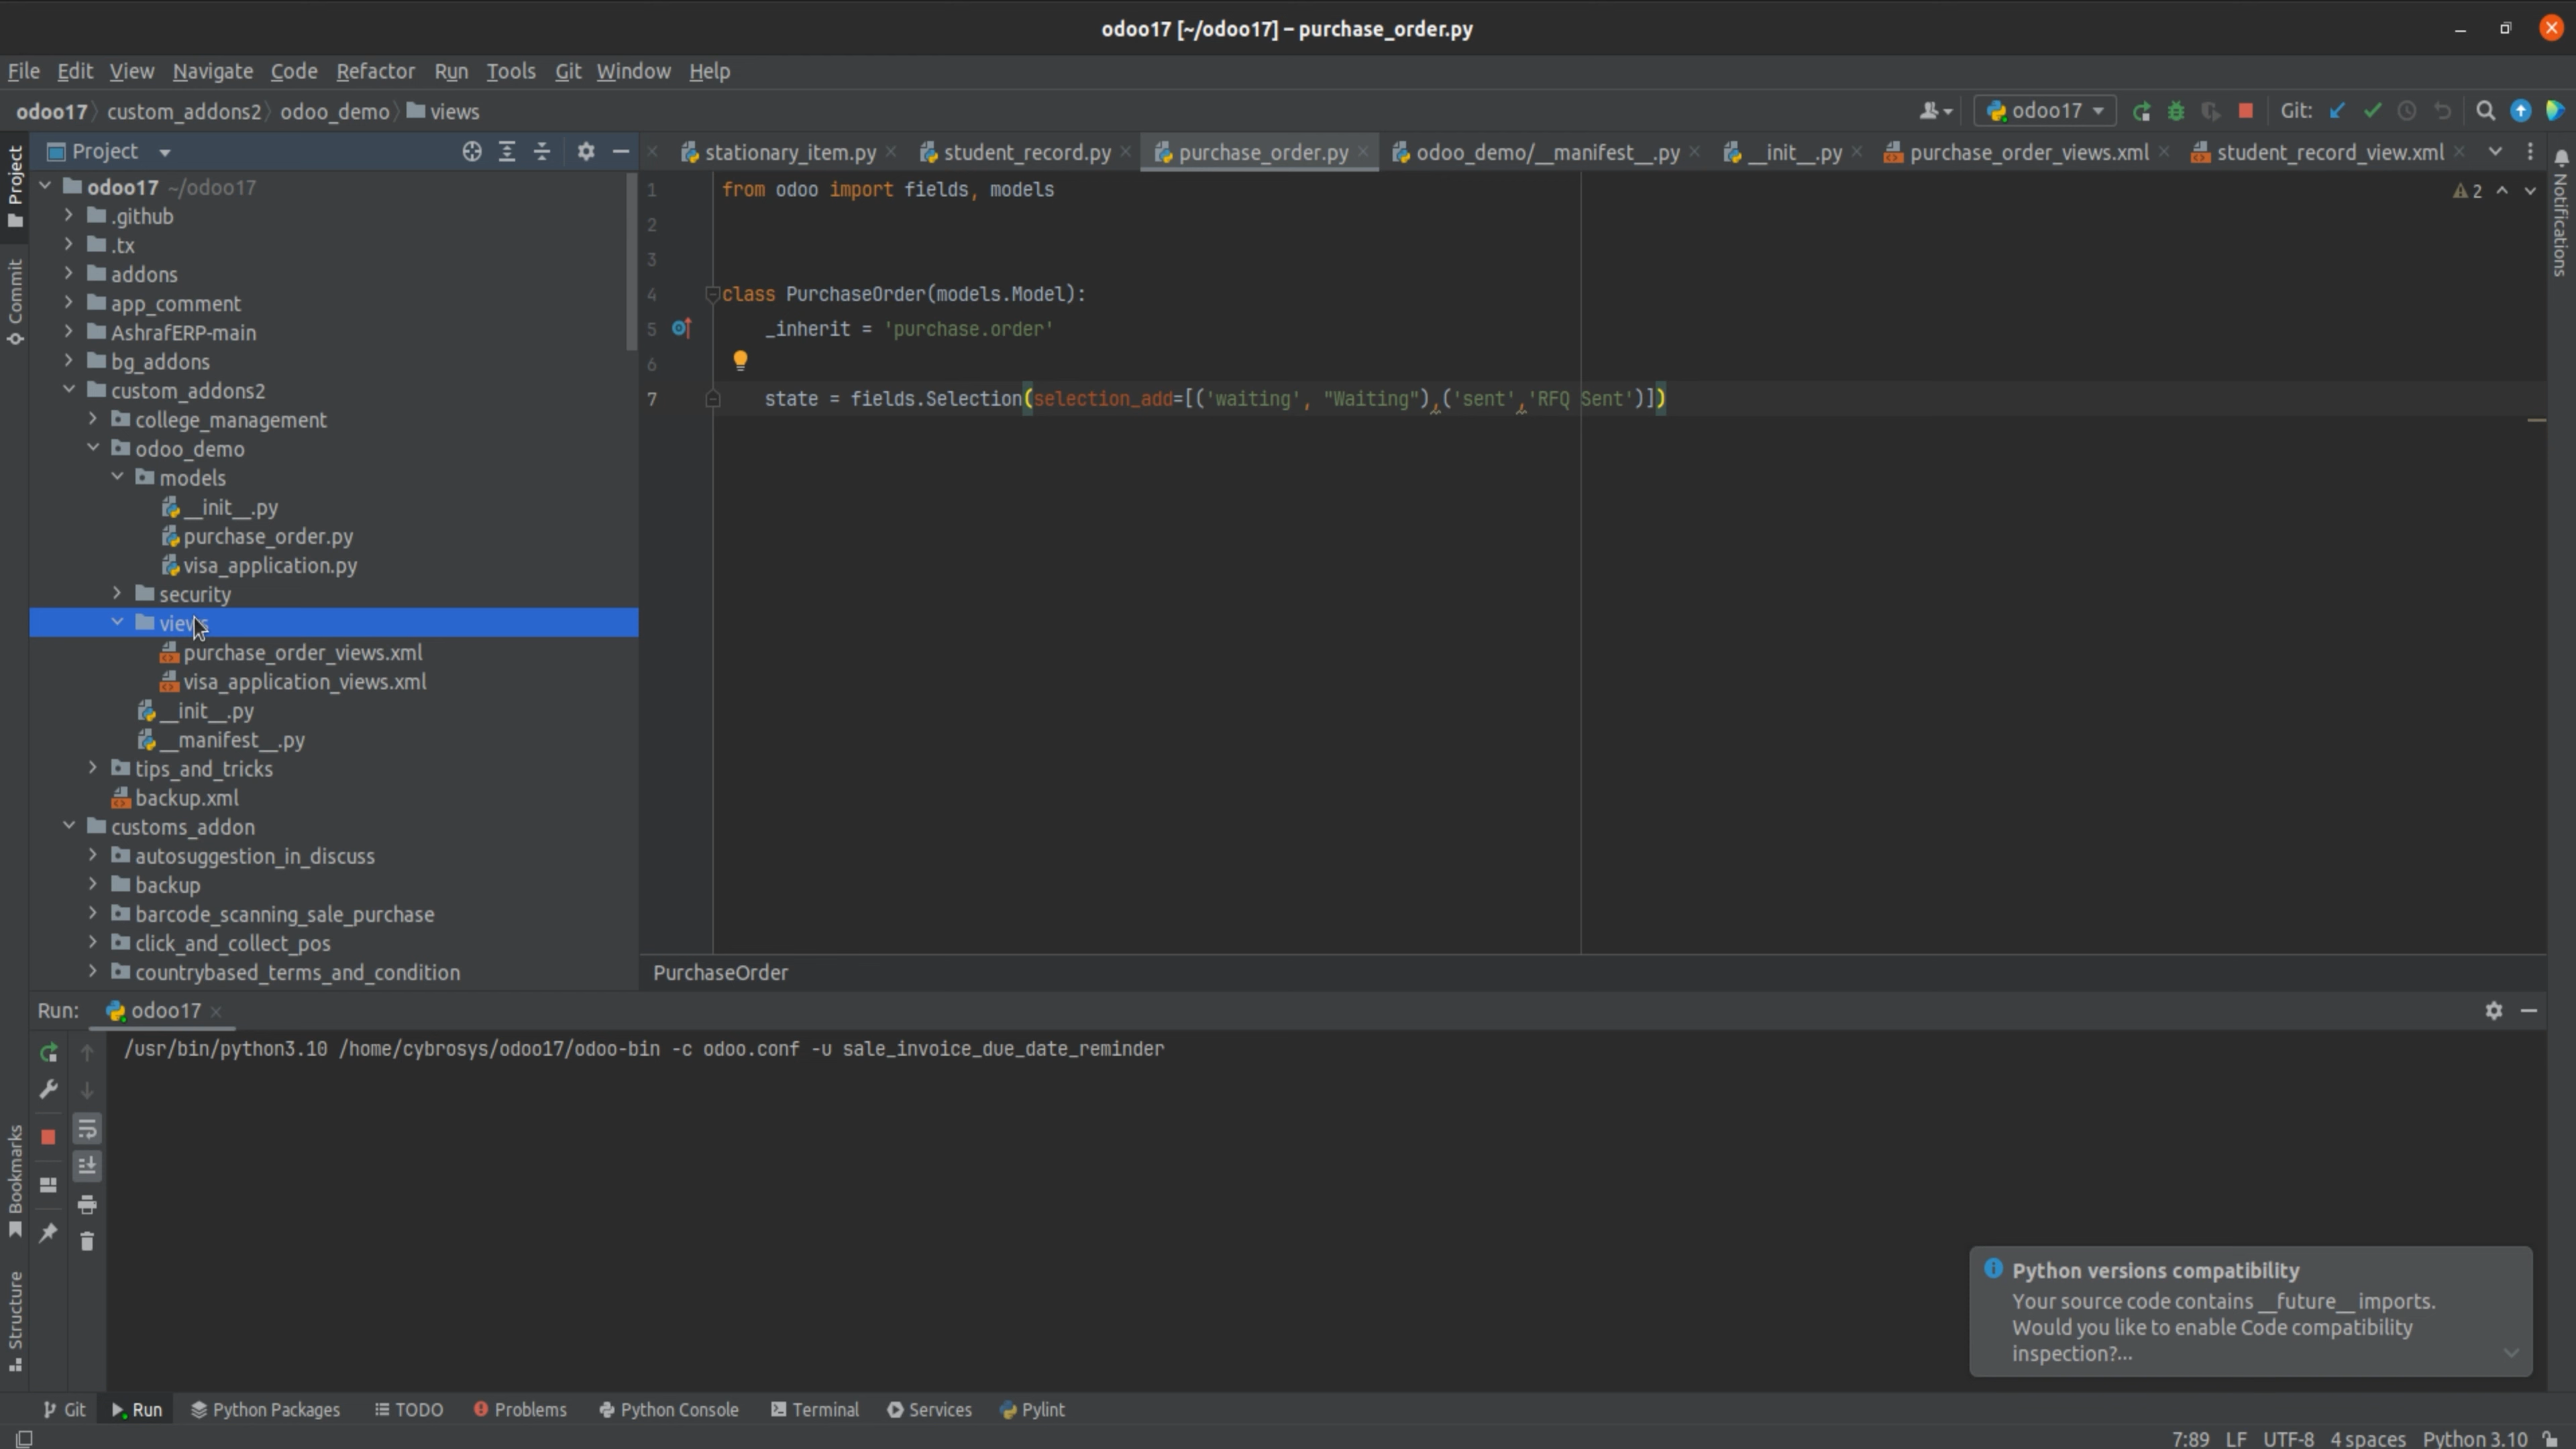 odoo17 [~/odoo17] – purchase_order.py
File Edit View Navigate Code Refactor Run Tools Git Window Help
odoo17 custom_addons2 odoo_demo views
odoo17 Git:
Project
stationary_item.py student_record.py purchase_order.py odoo_demo/__manifest__.py __init__.py purchase_order_views.xml student_record_view.xml
Project
Commit
Bookmarks
Structure
Notifications
odoo17 ~/odoo17
.github
.tx
addons
app_comment
AshrafERP-main
bg_addons
custom_addons2
college_management
odoo_demo
models
__init__.py
purchase_order.py
visa_application.py
security
views
purchase_order_views.xml
visa_application_views.xml
__init__.py
__manifest__.py
tips_and_tricks
backup.xml
customs_addon
autosuggestion_in_discuss
backup
barcode_scanning_sale_purchase
click_and_collect_pos
countrybased_terms_and_condition
1 from odoo import fields, models
2
3
4 class PurchaseOrder(models.Model):
5 _inherit = 'purchase.order'
6
7 state = fields.Selection(selection_add=[('waiting', "Waiting"),('sent','RFQ Sent')])
2
PurchaseOrder
Run: odoo17
/usr/bin/python3.10 /home/cybrosys/odoo17/odoo-bin -c odoo.conf -u sale_invoice_due_date_reminder
Python versions compatibility
Your source code contains __future__ imports.
Would you like to enable Code compatibility
inspection?...
Git Run Python Packages TODO Problems Python Console Terminal Services Pylint
7:89 LF UTF-8 4 spaces Python 3.10